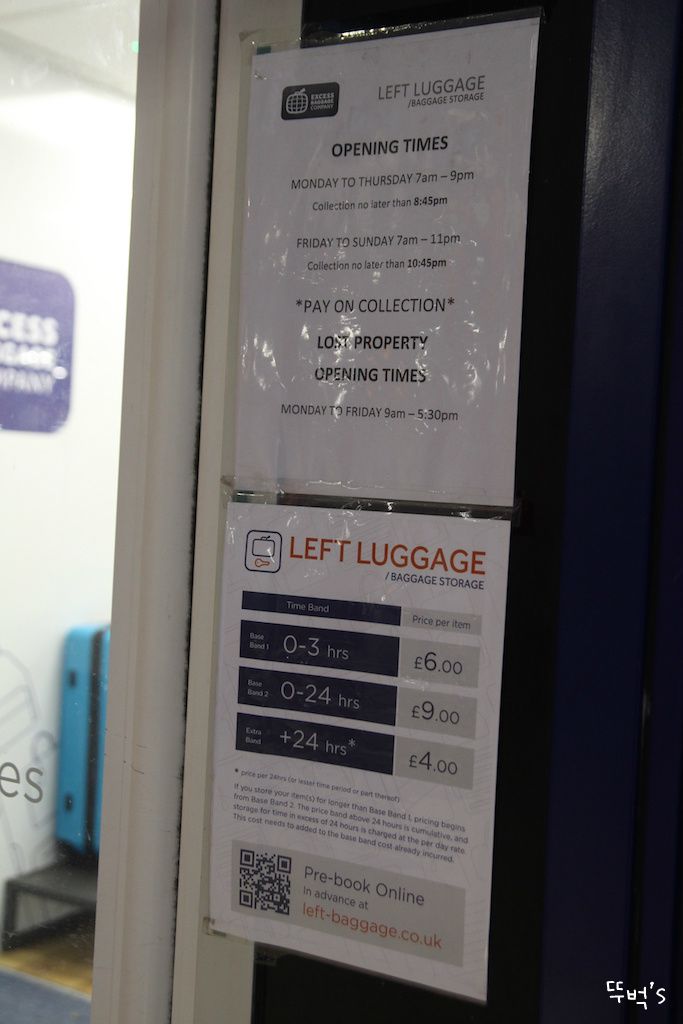 EXCESS
BAGGAGE
COMPANY
LEFT LUGGAGE
/BAGGAGE STORAGE
OPENING TIMES
MONDAY TO THURSDAY 7am – 9pm
Collection no later than 8:45pm
FRIDAY TO SUNDAY 7am – 11pm
Collection no later than 10:45pm
*PAY ON COLLECTION*
LOST PROPERTY
OPENING TIMES
MONDAY TO FRIDAY 9am – 5:30pm
CESS
GGAGE
MPANY
LEFT LUGGAGE
/ BAGGAGE STORAGE
Time Band Price per item
Base Band 1 0-3 hrs £6.00
Base Band 2 0-24 hrs £9.00
Extra Band +24 hrs* £4.00
* price per 24hrs (or lesser time period or part thereof)
If you store your item(s) for longer than Base Band 1, pricing begins
from Base Band 2. The price band above 24 hours is cumulative, and
storage for time in excess of 24 hours is charged at the per day rate.
This cost needs to added to the base band cost already incurred.
Pre-book Online
In advance at
left-baggage.co.uk
es
뚜벅's